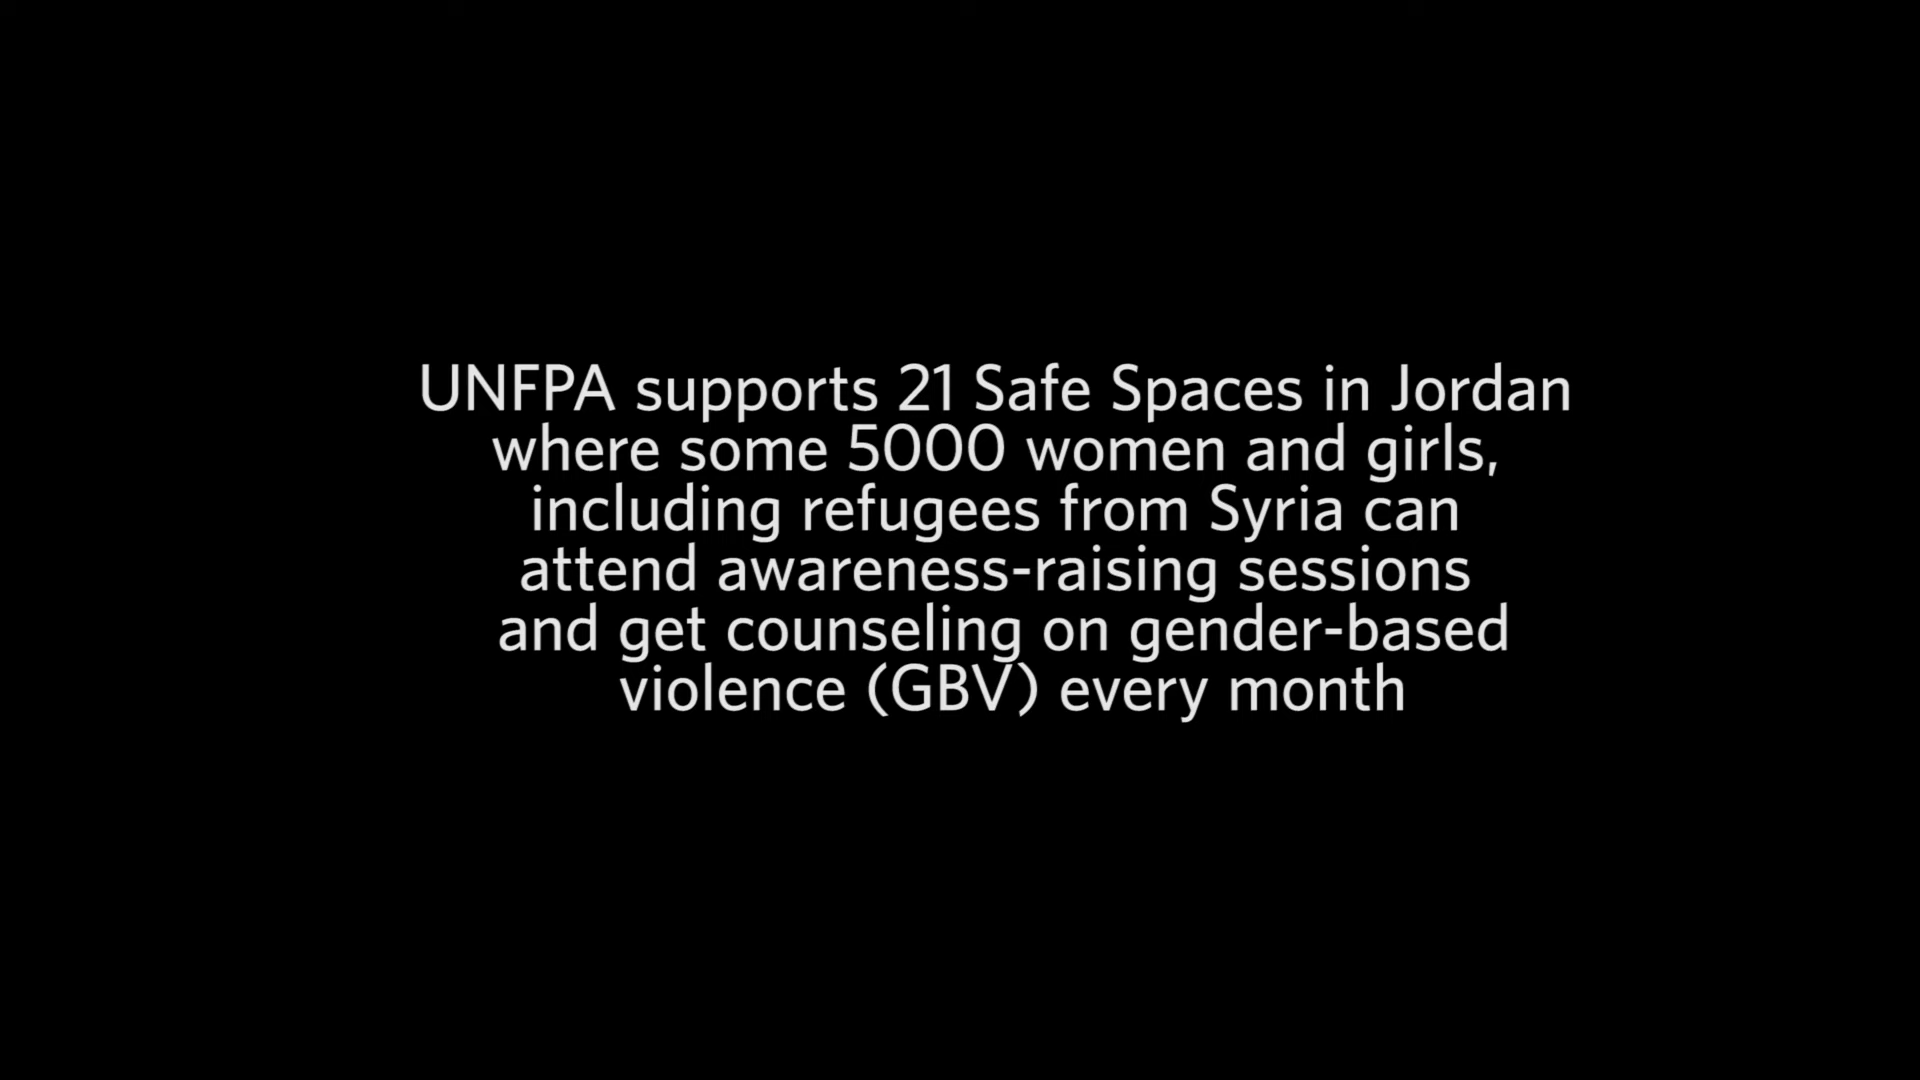 UNFPA supports 21 Safe Spaces in Jordan
where some 5000 women and girls,
including refugees from Syria can
attend awareness-raising sessions
and get counseling on gender-based
violence (GBV) every month